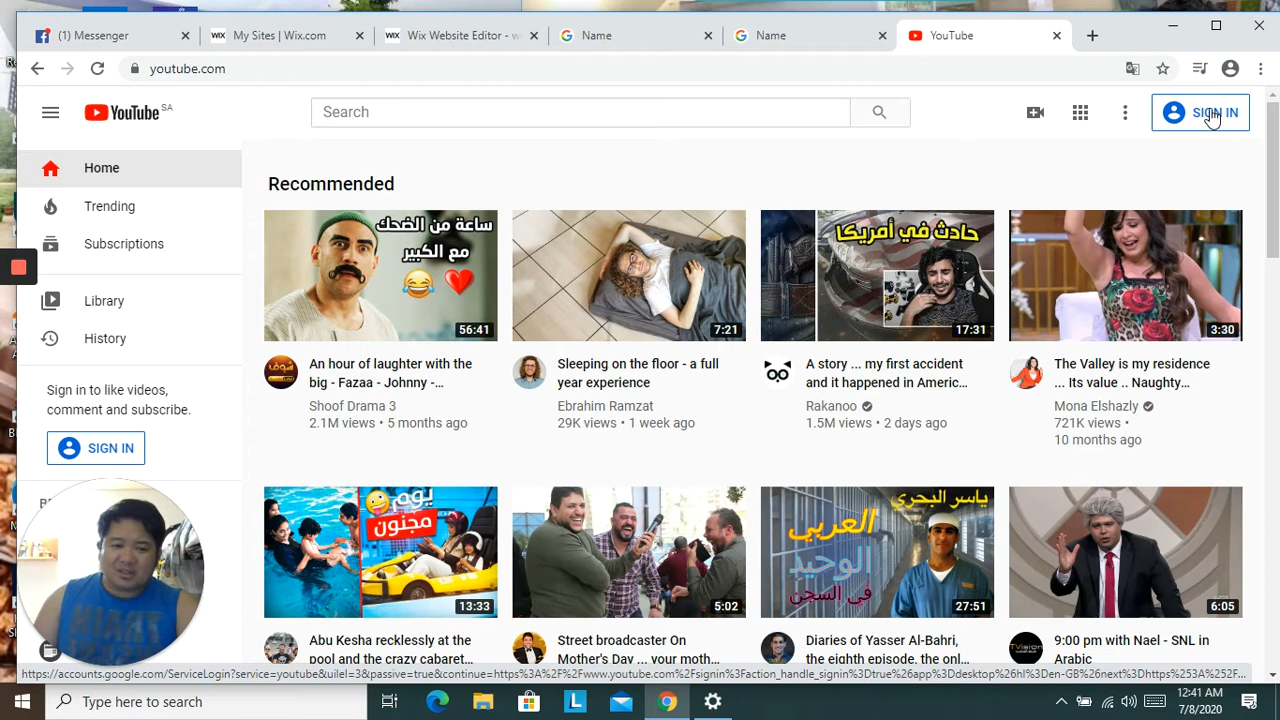 (1) Messenger
My Sites | Wix.com
Wix Website Editor - w
Name
Name
YouTube
youtube.com
YouTube SA
Search
SIGN IN
Home
Trending
Subscriptions
Library
History
Sign in to like videos,
comment and subscribe.
SIGN IN
Recommended
ساعة من الضحك
مع الكبير
56:41
7:21
حادث في أمريكا
17:31
3:30
An hour of laughter with the
big - Fazaa - Johnny -...
Shoof Drama 3
2.1M views • 5 months ago
Sleeping on the floor - a full
year experience
Ebrahim Ramzat
29K views • 1 week ago
A story ... my first accident
and it happened in Americ...
Rakanoo
1.5M views • 2 days ago
The Valley is my residence
... Its value .. Naughty...
Mona Elshazly
721K views •
10 months ago
يوم
مجنون
13:33
5:02
ياسر البحري
العربي
الوحيد
في السجن
27:51
6:05
Abu Kesha recklessly at the
pool and the crazy cabaret...
Street broadcaster On
Mother's Day ... your moth...
Diaries of Yasser Al-Bahri,
the eighth episode, the onl...
9:00 pm with Nael - SNL in
Arabic
https://accounts.google.com/ServiceLogin?service=youtube&uilel=3&passive=true&continue=https%3A%2F%2Fwww.youtube.com%2Fsignin%3Faction_handle_signin%3Dtrue%26app%3Ddesktop%26hl%3Den-GB%26next%3Dhttps%253A%252F...
Type here to search
12:41 AM
7/8/2020